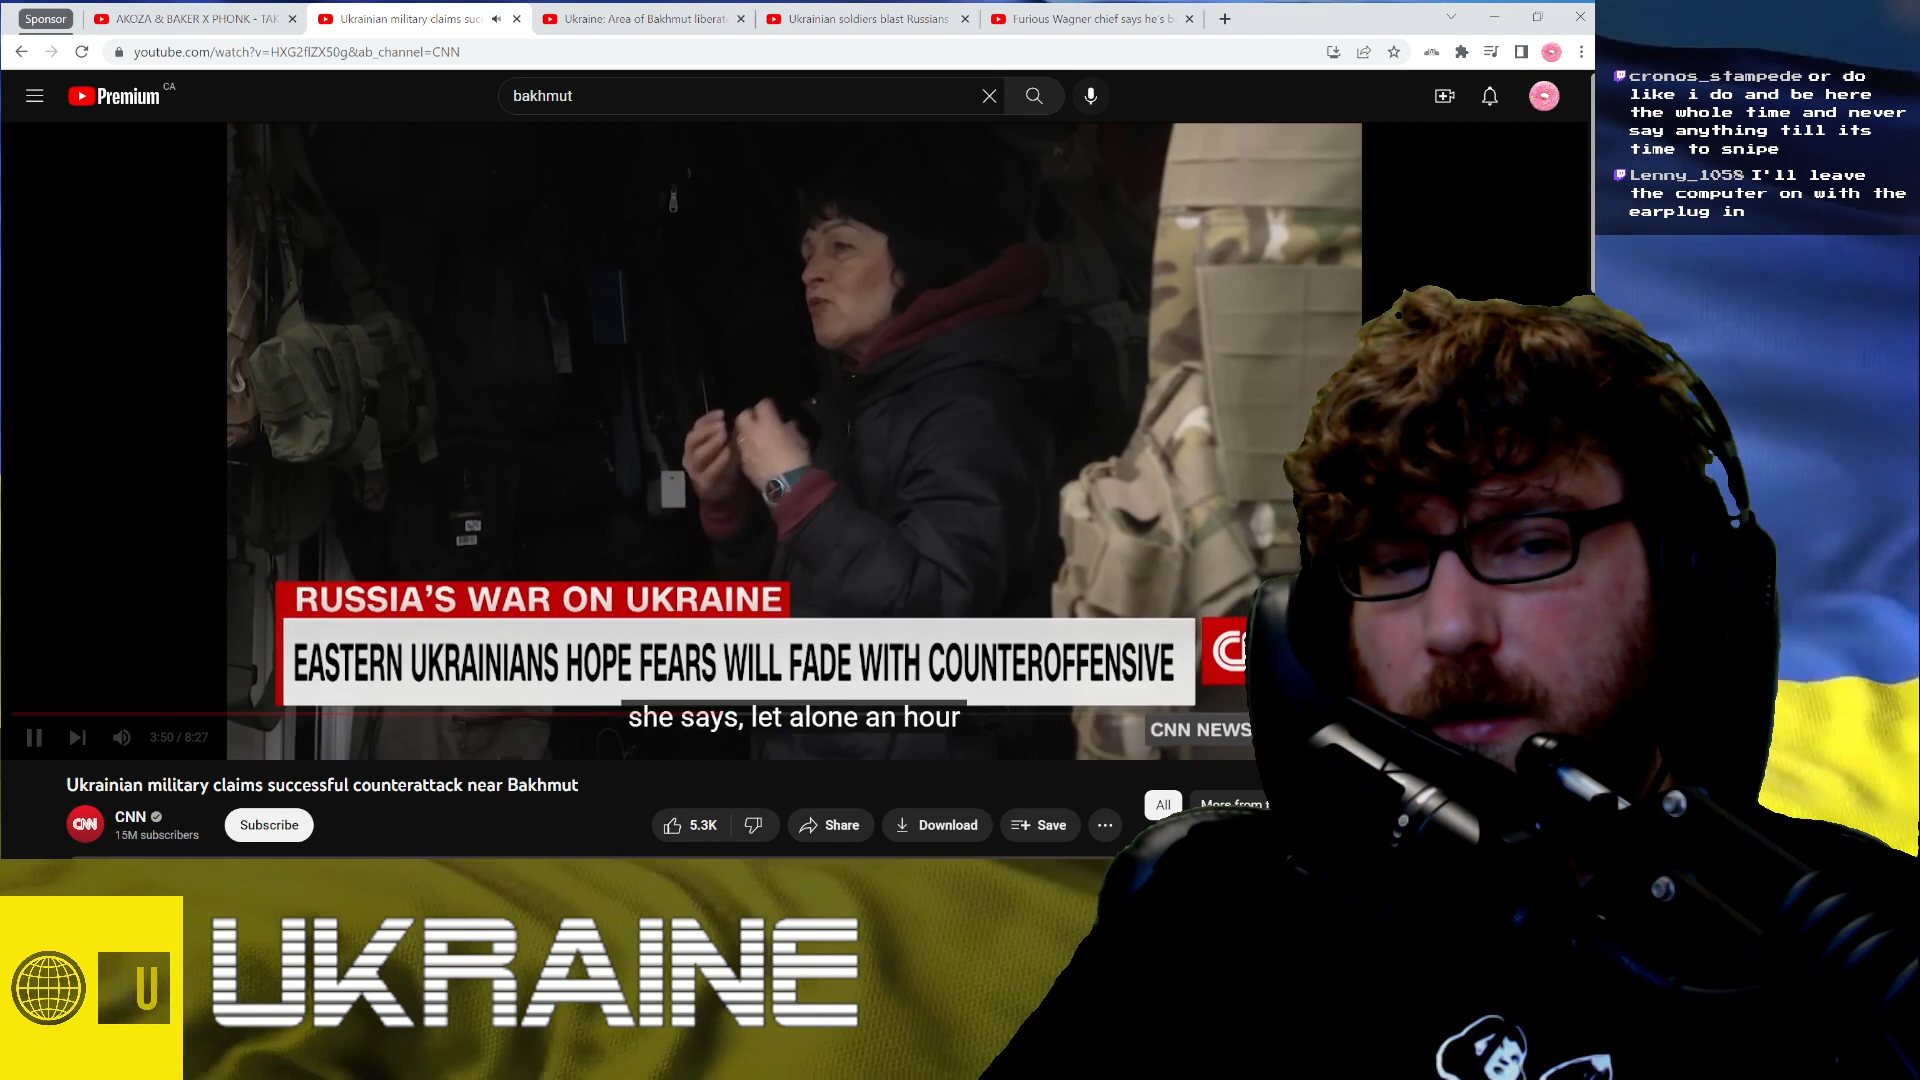 Sponsor
AKOZA & BAKER X PHONK - TAK
Ukrainian military claims suc
Ukraine: Area of Bakhmut liberat
Ukrainian soldiers blast Russians
Furious Wagner chief says he's b
youtube.com/watch?v=HXG2flZX50g&ab_channel=CNN
Premium CA
bakhmut
RUSSIA'S WAR ON UKRAINE
EASTERN UKRAINIANS HOPE FEARS WILL FADE WITH COUNTEROFFENSIVE
she says, let alone an hour
CNN NEWS
3:50 / 8:27
Ukrainian military claims successful counterattack near Bakhmut
CNN
CNN
15M subscribers
Subscribe
5.3K
Share
Download
Save
All
More from
cronos_stampede or do
like i do and be here
the whole time and never
say anything till its
time to snipe
Lenny_1058 I'll leave
the computer on with the
earplug in
U
UKRAINE